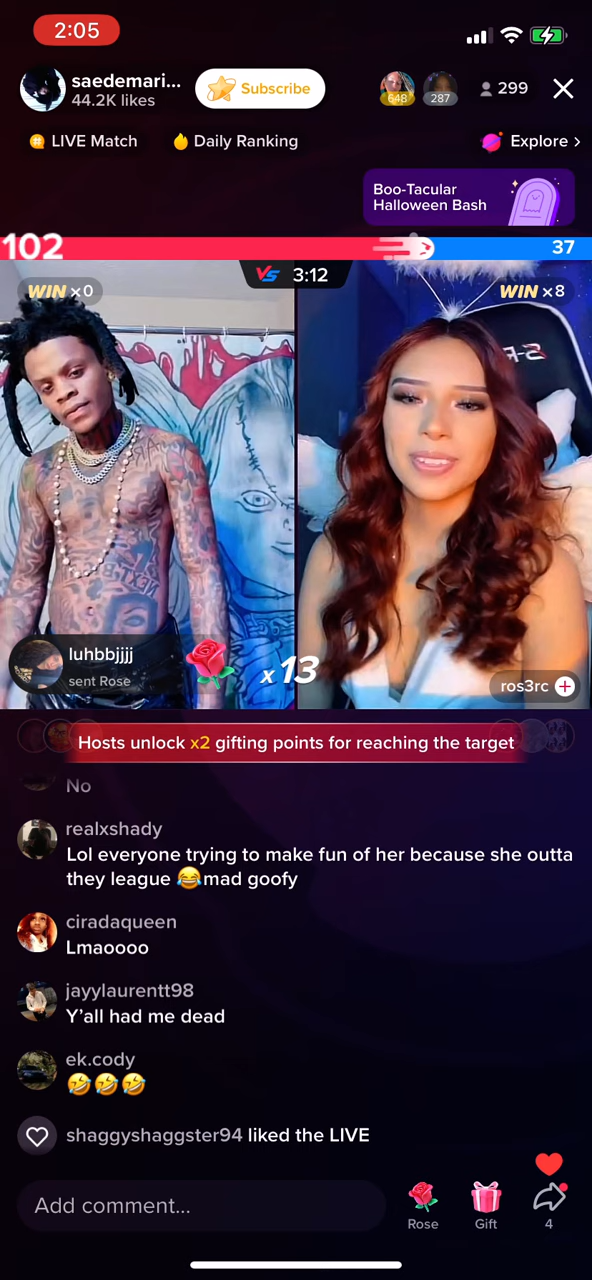 2:05
saedemari...
44.2K likes
Subscribe
648
287
299
LIVE Match
Daily Ranking
Explore >
Boo-Tacular
Halloween Bash
102
37
VS 3:12
WIN x0
WIN x8
luhbbjjjj
sent Rose
x13
ros3rc
Hosts unlock x2 gifting points for reaching the target
No
realxshady
Lol everyone trying to make fun of her because she outta
they league 😂mad goofy
ciradaqueen
Lmaoooo
jayylaurentt98
Y'all had me dead
ek.cody
🤣🤣🤣
shaggyshaggster94 liked the LIVE
Add comment...
Rose
Gift
4